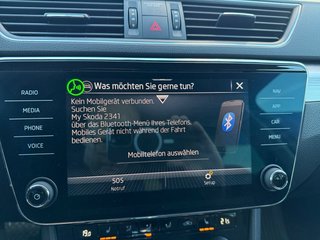 Was möchten Sie gerne tun?
Kein Mobilgerät verbunden.
Suchen Sie
My Skoda 2341
über das Bluetooth-Menü Ihres Telefons.
Mobiles Gerät nicht während der Fahrt
bedienen.
Mobiltelefon auswählen
SOS
Notruf
Setup
RADIO
MEDIA
PHONE
VOICE
NAV
APP
CAR
MENU